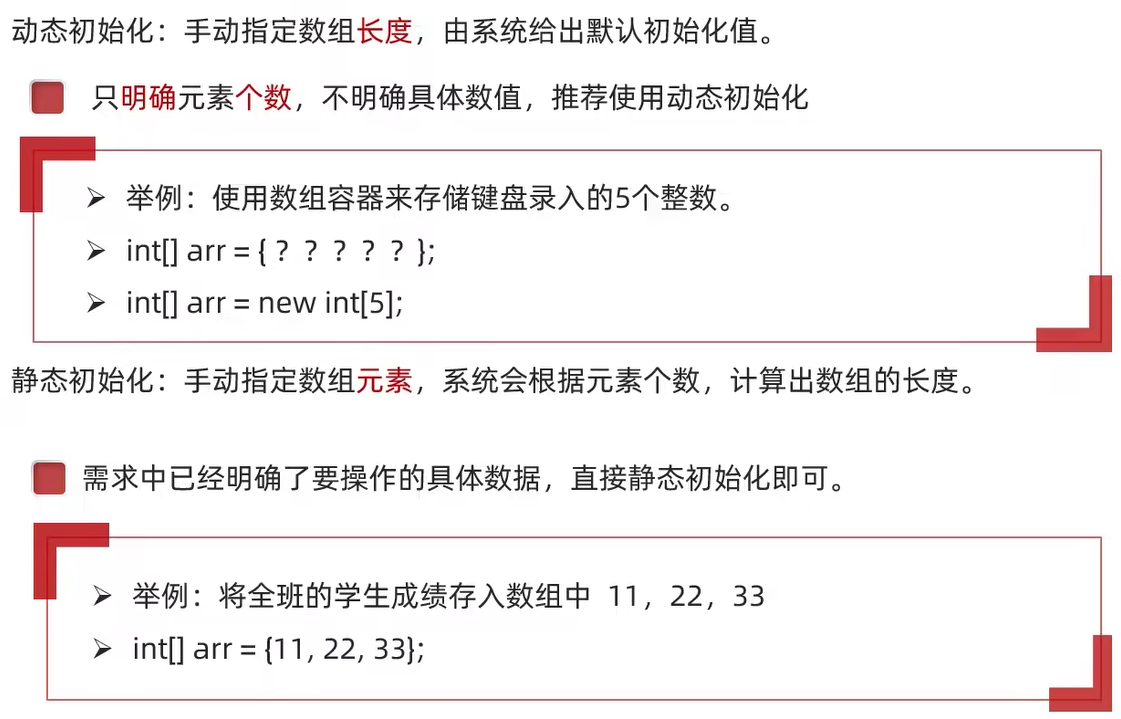 动态初始化：手动指定数组长度，由系统给出默认初始化值。
只明确元素个数，不明确具体数值，推荐使用动态初始化
举例：使用数组容器来存储键盘录入的5个整数。
int[] arr = { ? ? ? ? ? };
int[] arr = new int[5];
静态初始化：手动指定数组元素，系统会根据元素个数，计算出数组的长度。
需求中已经明确了要操作的具体数据，直接静态初始化即可。
举例：将全班的学生成绩存入数组中 11，22，33
int[] arr = {11, 22, 33};